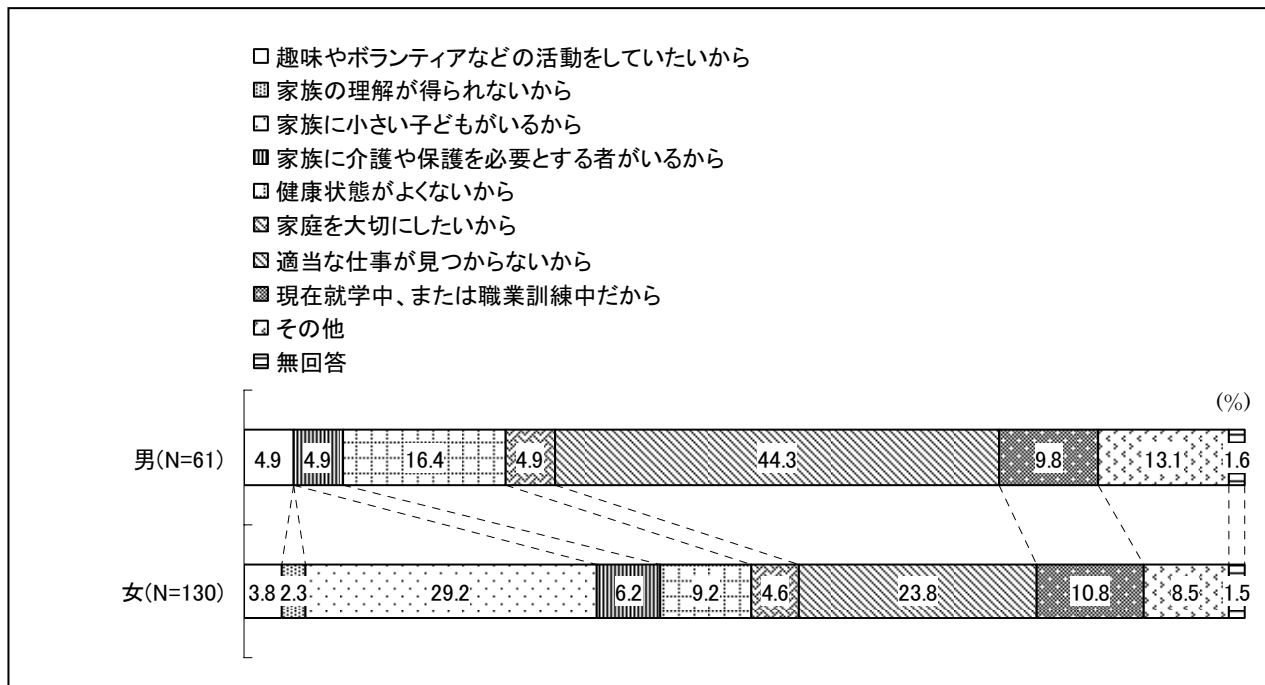 趣味やボランティアなどの活動をしていたいから
家族の理解が得られないから
家族に小さい子どもがいるから
家族に介護や保護を必要とする者がいるから
健康状態がよくないから
家庭を大切にしたいから
適当な仕事が見つからないから
現在就学中、または職業訓練中だから
その他
無回答
(%)
男(N=61) 4.9 4.9 16.4 4.9 44.3 9.8 13.1 1.6
女(N=130) 3.8 2.3 29.2 6.2 9.2 4.6 23.8 10.8 8.5 1.5